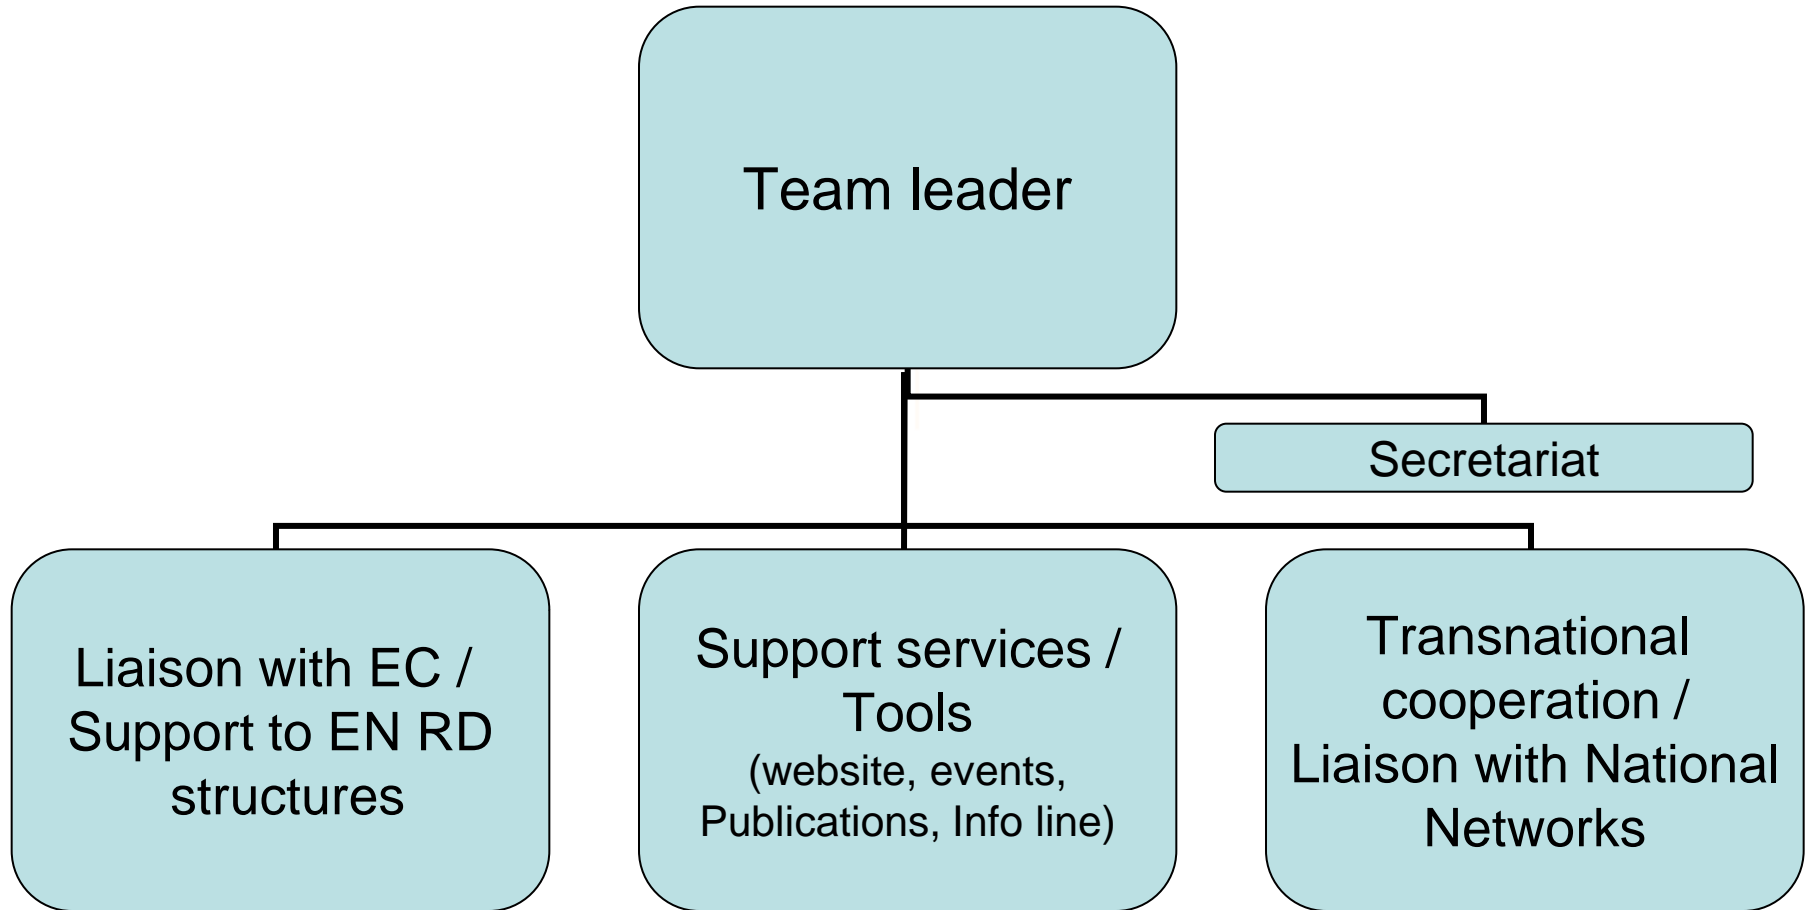 Team leader
Secretariat
Liaison with EC /
Support to EN RD
structures
Support services /
Tools
(website, events,
Publications, Info line)
Transnational
cooperation /
Liaison with National
Networks